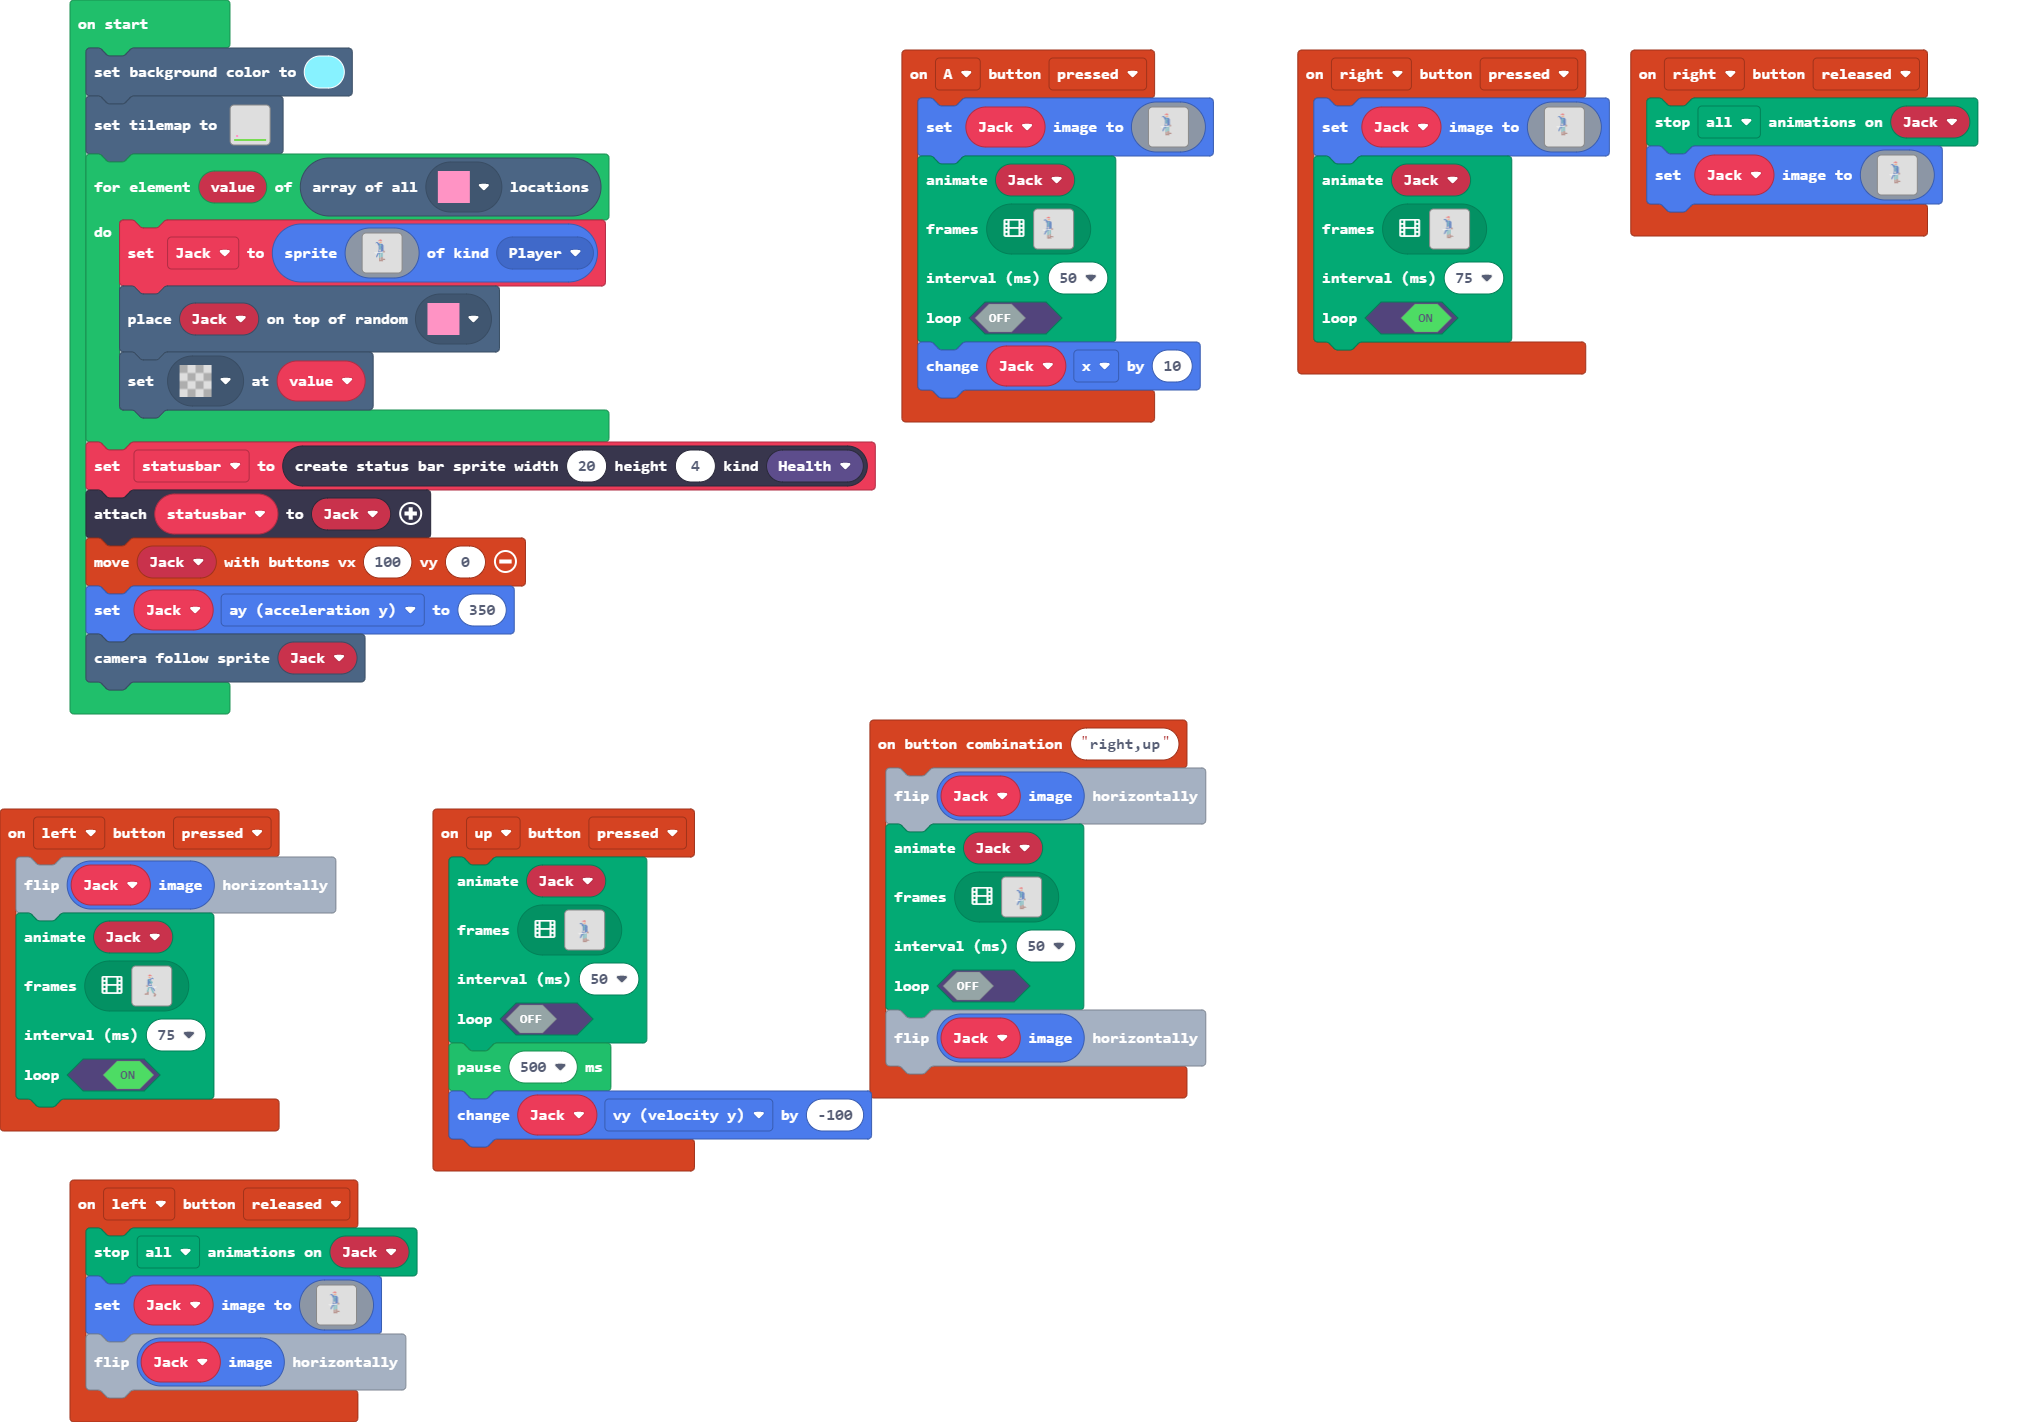 on start
set background color to
set tilemap to
for element value of array of all locations
do
set Jack to sprite of kind Player
place Jack on top of random
set at value
set statusbar to create status bar sprite width 20 height 4 kind Health
attach statusbar to Jack
move Jack with buttons vx 100 vy 0
set Jack ay (acceleration y) to 350
camera follow sprite Jack
on A button pressed
set Jack image to
animate Jack
frames
interval (ms) 50
loop OFF
change Jack x by 10
on right button pressed
set Jack image to
animate Jack
frames
interval (ms) 75
loop ON
on right button released
stop all animations on Jack
set Jack image to
on left button pressed
flip Jack image horizontally
animate Jack
frames
interval (ms) 75
loop ON
on up button pressed
animate Jack
frames
interval (ms) 50
loop OFF
pause 500 ms
change Jack vy (velocity y) by -100
on button combination "right,up"
flip Jack image horizontally
animate Jack
frames
interval (ms) 50
loop OFF
flip Jack image horizontally
on left button released
stop all animations on Jack
set Jack image to
flip Jack image horizontally